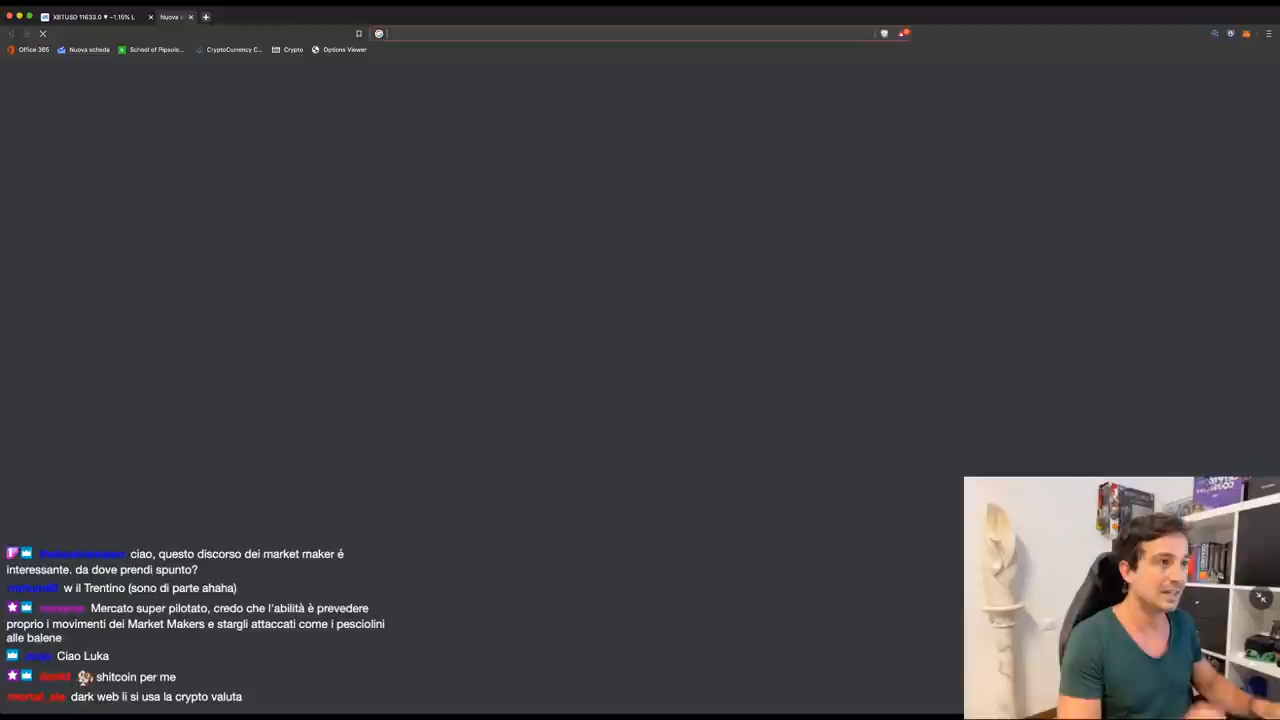 XBTUSD 11633.0 ▼ -1.15% L
Nuova s
Office 365
Nuova scheda
School of Pipsolo...
CryptoCurrency C...
Crypto
Options Viewer
ciao, questo discorso dei market maker é
interessante. da dove prendi spunto?
w il Trentino (sono di parte ahaha)
Mercato super pilotato, credo che l'abilità è prevedere
proprio i movimenti dei Market Makers e stargli attaccati come i pesciolini
alle balene
Ciao Luka
shitcoin per me
mortal_ale dark web li si usa la crypto valuta